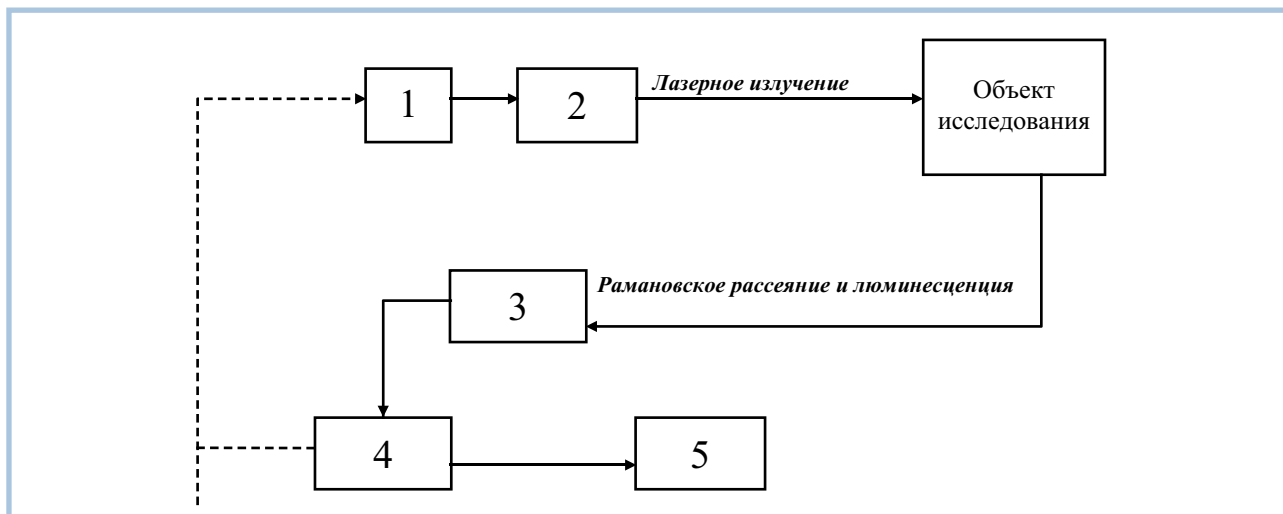 1
2
Лазерное излучение
Объект
исследования
3
Рамановское рассеяние и люминесценция
4
5